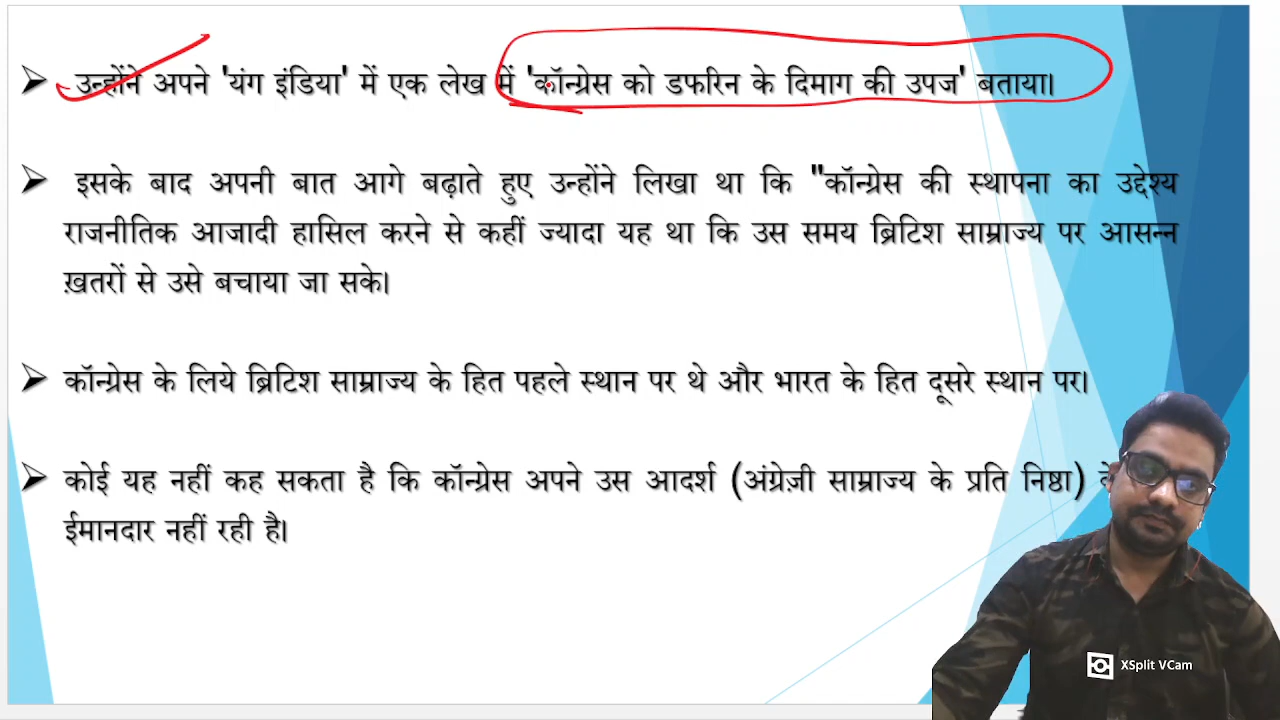 ➢ उन्होंने अपने 'यंग इंडिया' में एक लेख में 'कॉन्ग्रेस को डफरिन के दिमाग की उपज' बताया।
➢ इसके बाद अपनी बात आगे बढ़ाते हुए उन्होंने लिखा था कि "कॉन्ग्रेस की स्थापना का उद्देश्य
राजनीतिक आजादी हासिल करने से कहीं ज्यादा यह था कि उस समय ब्रिटिश साम्राज्य पर आसन्न
ख़तरों से उसे बचाया जा सके।
➢ कॉन्ग्रेस के लिये ब्रिटिश साम्राज्य के हित पहले स्थान पर थे और भारत के हित दूसरे स्थान पर।
➢ कोई यह नहीं कह सकता है कि कॉन्ग्रेस अपने उस आदर्श (अंग्रेज़ी साम्राज्य के प्रति निष्ठा)
ईमानदार नहीं रही है।
XSplit VCam